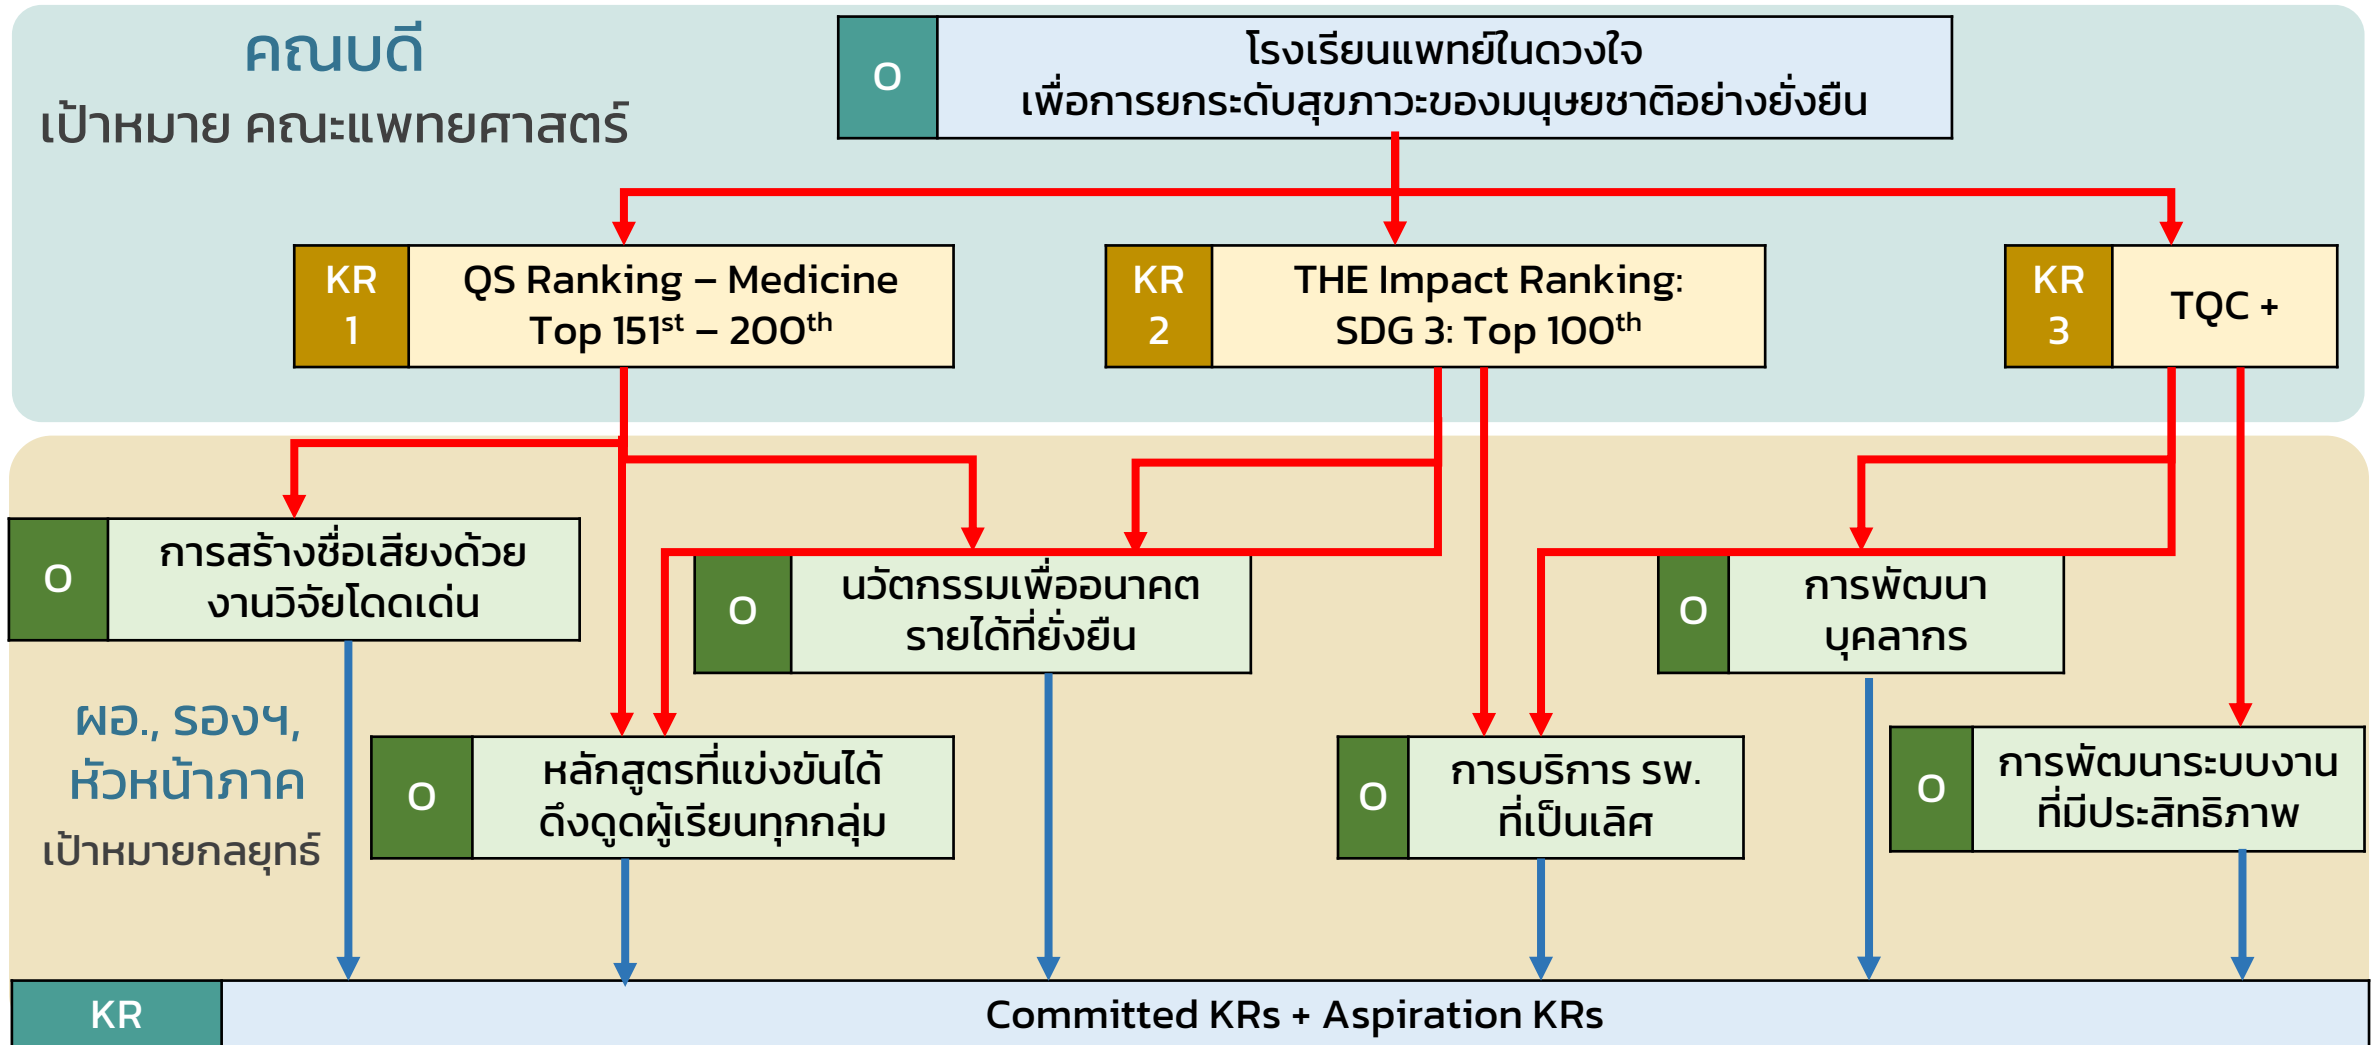 คณบดี
เป้าหมาย คณะแพทยศาสตร์
O
โรงเรียนแพทย์ในดวงใจ
เพื่อการยกระดับสุขภาวะของมนุษยชาติอย่างยั่งยืน
KR
1
QS Ranking – Medicine
Top 151st – 200th
KR
2
THE Impact Ranking:
SDG 3: Top 100th
KR
3
TQC +
O
การสร้างชื่อเสียงด้วย
งานวิจัยโดดเด่น
O
นวัตกรรมเพื่ออนาคต
รายได้ที่ยั่งยืน
O
การพัฒนา
บุคลากร
ผอ., รองฯ,
หัวหน้าภาค
เป้าหมายกลยุทธ์
O
หลักสูตรที่แข่งขันได้
ดึงดูดผู้เรียนทุกกลุ่ม
O
การบริการ รพ.
ที่เป็นเลิศ
O
การพัฒนาระบบงาน
ที่มีประสิทธิภาพ
KR
Committed KRs + Aspiration KRs